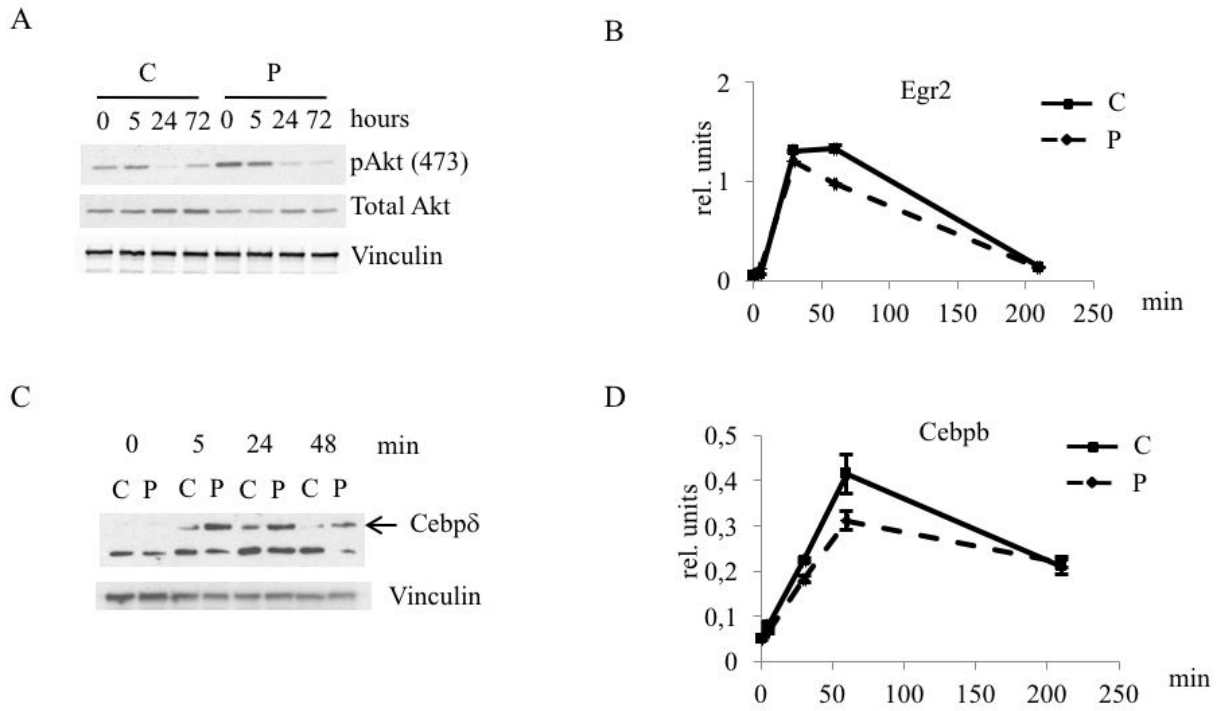 A
C P
0 5 24 72 0 5 24 72 hours
pAkt (473)
Total Akt
Vinculin
B
Egr2
C
P
rel. units
2
1
0
0 50 100 150 200 250 min
C
0 5 24 48 min
C P C P C P C P
Cebpδ
Vinculin
D
Cebpb
C
P
rel. units
0,5
0,4
0,3
0,2
0,1
0
0 50 100 150 200 250 min